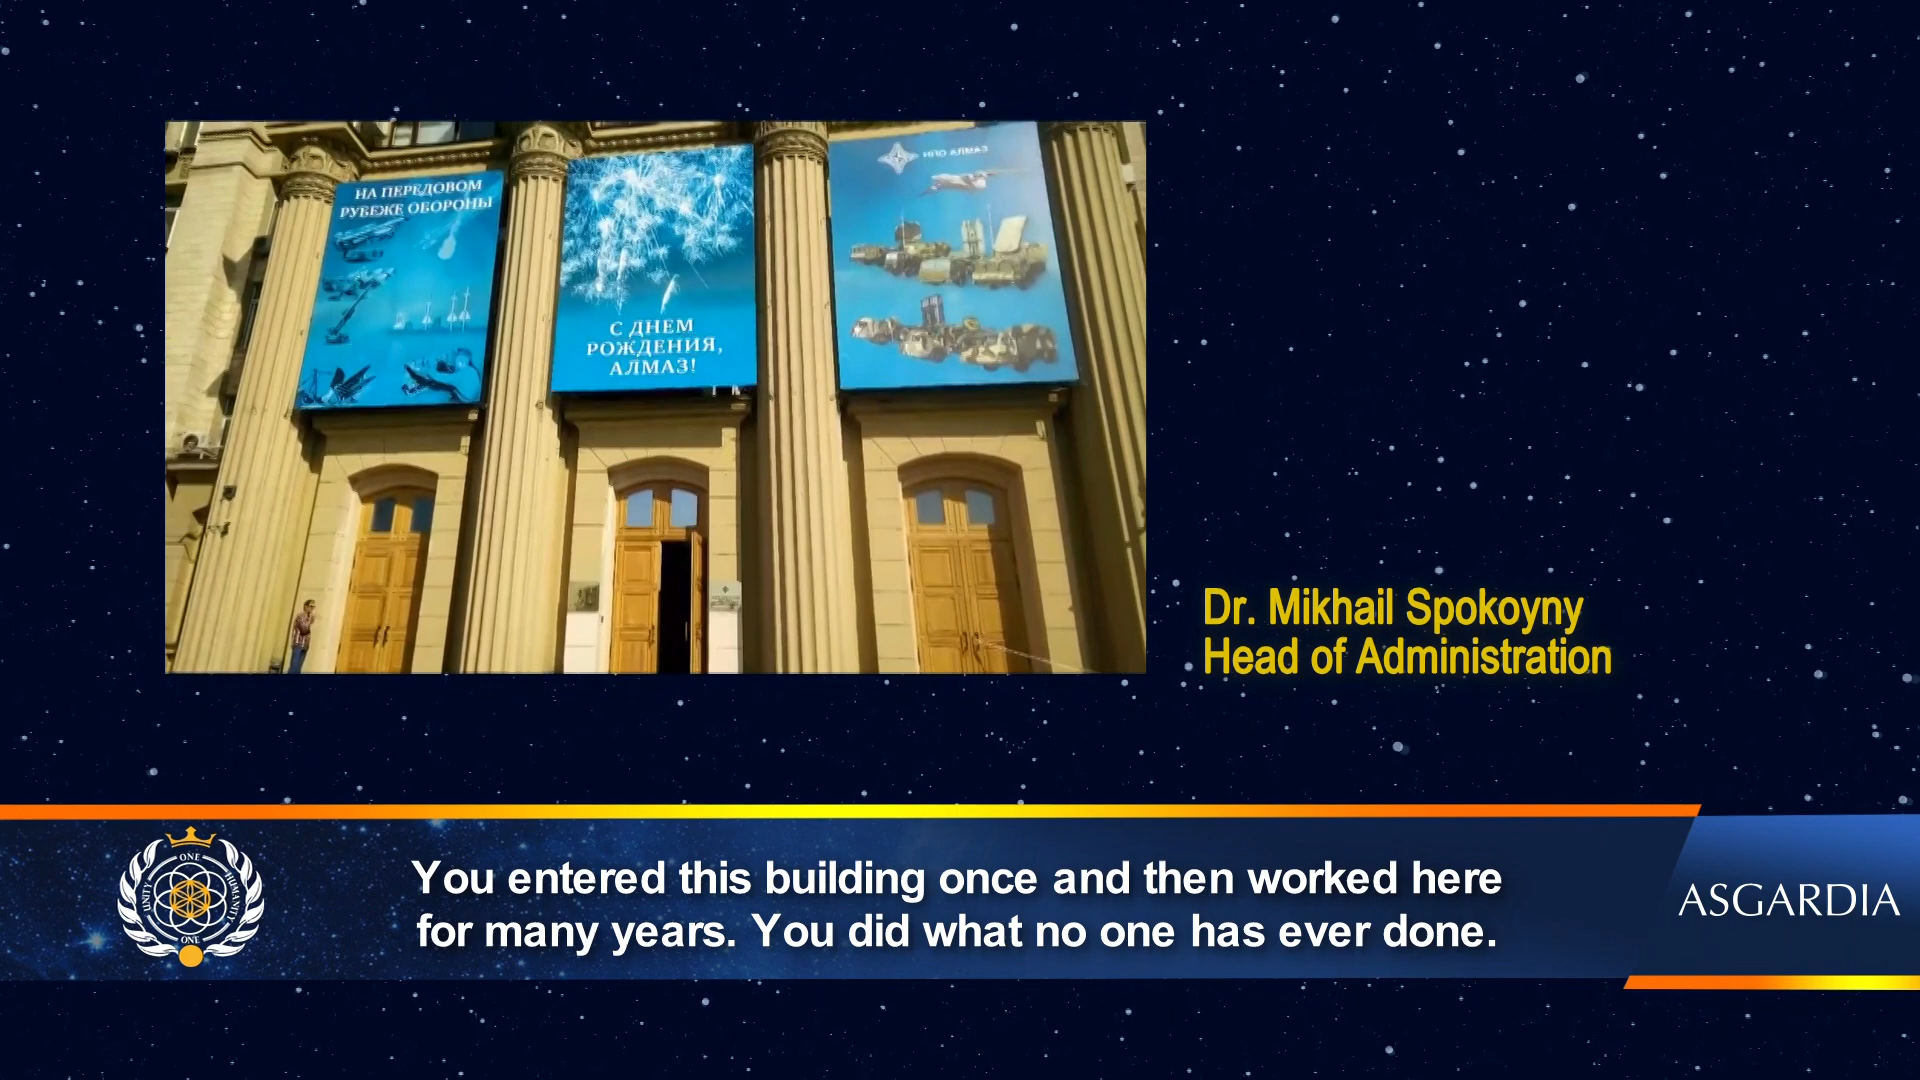 НА ПЕРЕДОВОМ
РУБЕЖЕ ОБОРОНЫ
С ДНЕМ
РОЖДЕНИЯ,
АЛМАЗ!
НПО АЛМАЗ
Dr. Mikhail Spokoyny
Head of Administration
ONE
HUMANITY
ONE
UNITY
You entered this building once and then worked here
for many years. You did what no one has ever done.
ASGARDIA